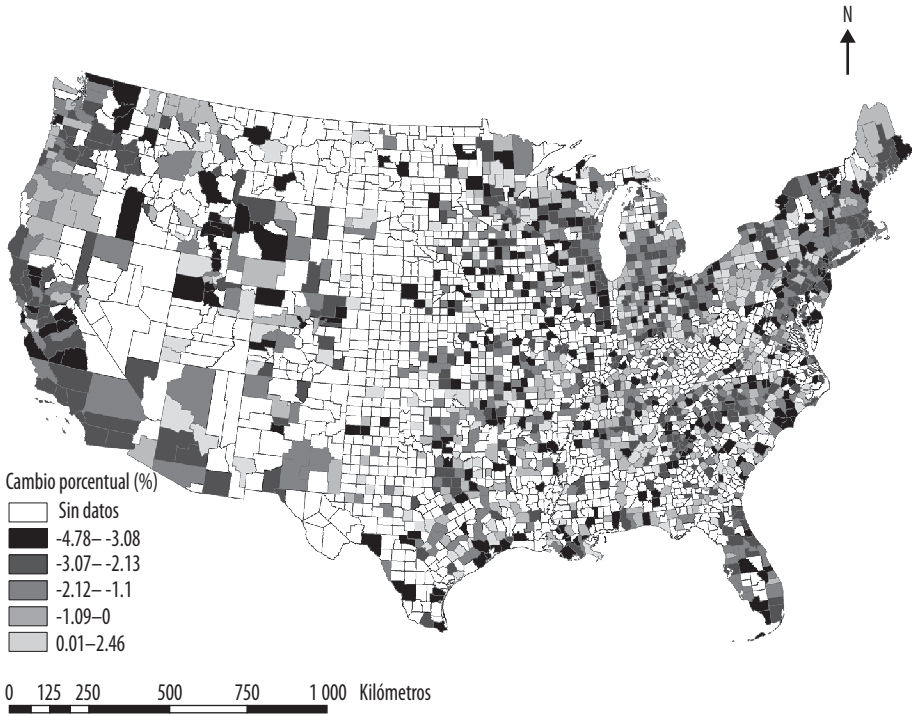 N
Cambio porcentual (%)
Sin datos
-4.78– -3.08
-3.07– -2.13
-2.12– -1.1
-1.09–0
0.01–2.46
0 125 250 500 750 1 000 Kilómetros